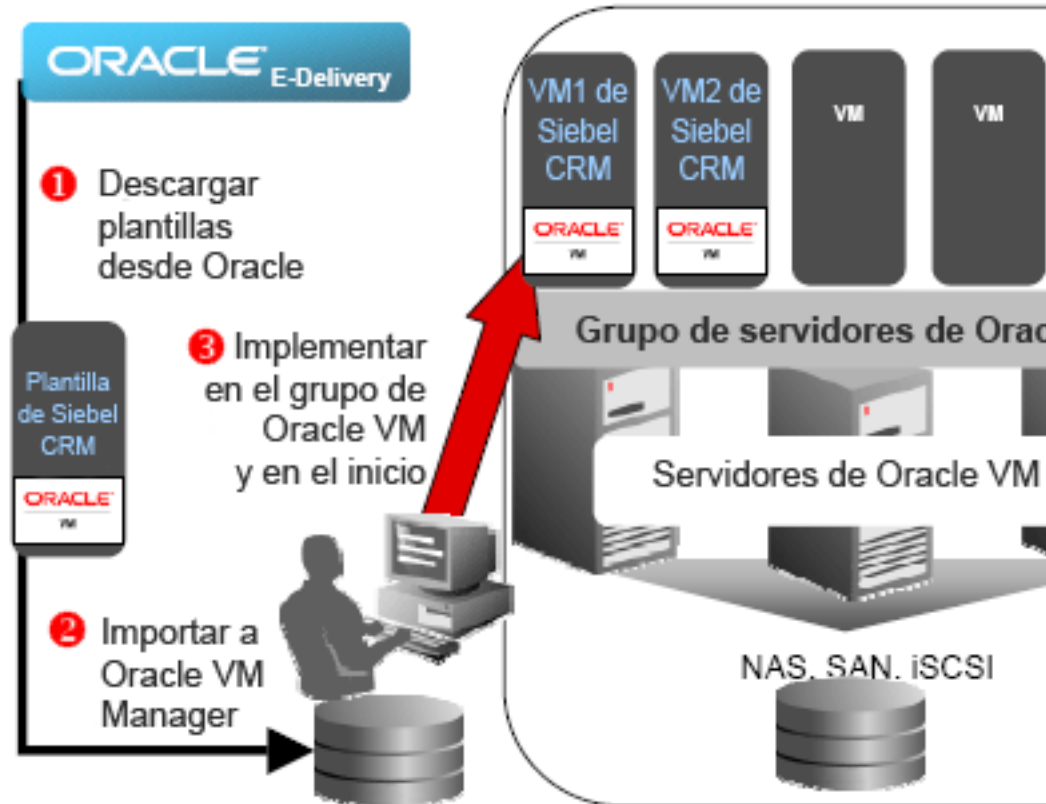 ORACLE
E-Delivery
1 Descargar
plantillas
desde Oracle
Plantilla
de Siebel
CRM
ORACLE
VM
2 Importar a
Oracle VM
Manager
3 Implementar
en el grupo de
Oracle VM
y en el inicio
VM1 de
Siebel
CRM
ORACLE
VM
VM2 de
Siebel
CRM
ORACLE
VM
VM
VM
Grupo de servidores de
Servidores de Oracle VM
NAS, SAN, iSCSI